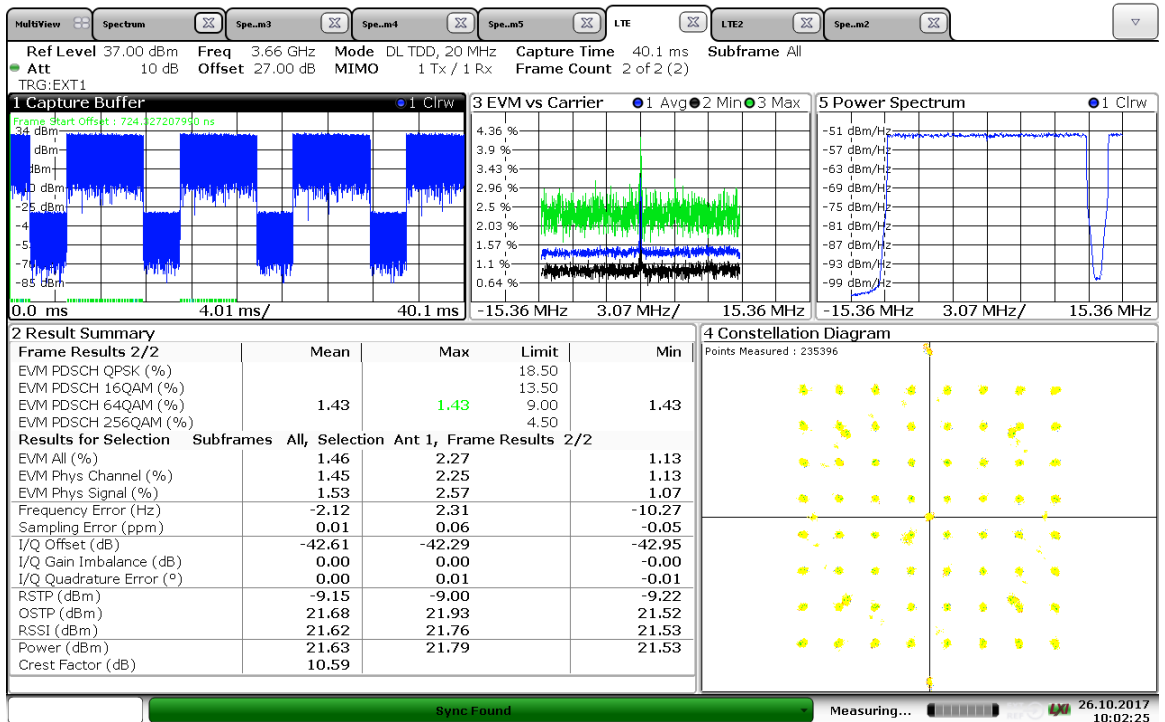 MultiView Spectrum Spe..m3 Spe..m4 Spe..m5 LTE LTE2 Spe..m2
Ref Level 37.00 dBm Freq 3.66 GHz Mode DL TDD, 20 MHz Capture Time 40.1 ms Subframe All
Att 10 dB Offset 27.00 dB MIMO 1 Tx / 1 Rx Frame Count 2 of 2 (2)
TRG:EXT1
1 Capture Buffer 1 Clrw
Frame Start Offset : 724.327207990 ns
34 dBm
dBm
dBm
dBm
-25 dBm
-85 dBm
0.0 ms 4.01 ms/ 40.1 ms
3 EVM vs Carrier 1 Avg 2 Min 3 Max
4.36 %
3.9 %
3.43 %
2.96 %
2.5 %
2.03 %
1.57 %
1.1 %
0.64 %
-15.36 MHz 3.07 MHz/ 15.36 MHz
5 Power Spectrum 1 Clrw
-51 dBm/Hz
-57 dBm/Hz
-63 dBm/Hz
-69 dBm/Hz
-75 dBm/Hz
-81 dBm/Hz
-87 dBm/Hz
-93 dBm/Hz
-99 dBm/Hz
-15.36 MHz 3.07 MHz/ 15.36 MHz
2 Result Summary
Frame Results 2/2 Mean Max Limit Min
EVM PDSCH QPSK (%) 18.50
EVM PDSCH 16QAM (%) 13.50
EVM PDSCH 64QAM (%) 1.43 1.43 9.00 1.43
EVM PDSCH 256QAM (%) 4.50
Results for Selection Subframes All, Selection Ant 1, Frame Results 2/2
EVM All (%) 1.46 2.27 1.13
EVM Phys Channel (%) 1.45 2.25 1.13
EVM Phys Signal (%) 1.53 2.57 1.07
Frequency Error (Hz) -2.12 2.31 -10.27
Sampling Error (ppm) 0.01 0.06 -0.05
I/Q Offset (dB) -42.61 -42.29 -42.95
I/Q Gain Imbalance (dB) 0.00 0.00 -0.00
I/Q Quadrature Error (°) 0.00 0.01 -0.01
RSTP (dBm) -9.15 -9.00 -9.22
OSTP (dBm) 21.68 21.93 21.52
RSSI (dBm) 21.62 21.76 21.53
Power (dBm) 21.63 21.79 21.53
Crest Factor (dB) 10.59
4 Constellation Diagram
Points Measured : 235396
Sync Found
Measuring...
LXI
26.10.2017
10:02:25